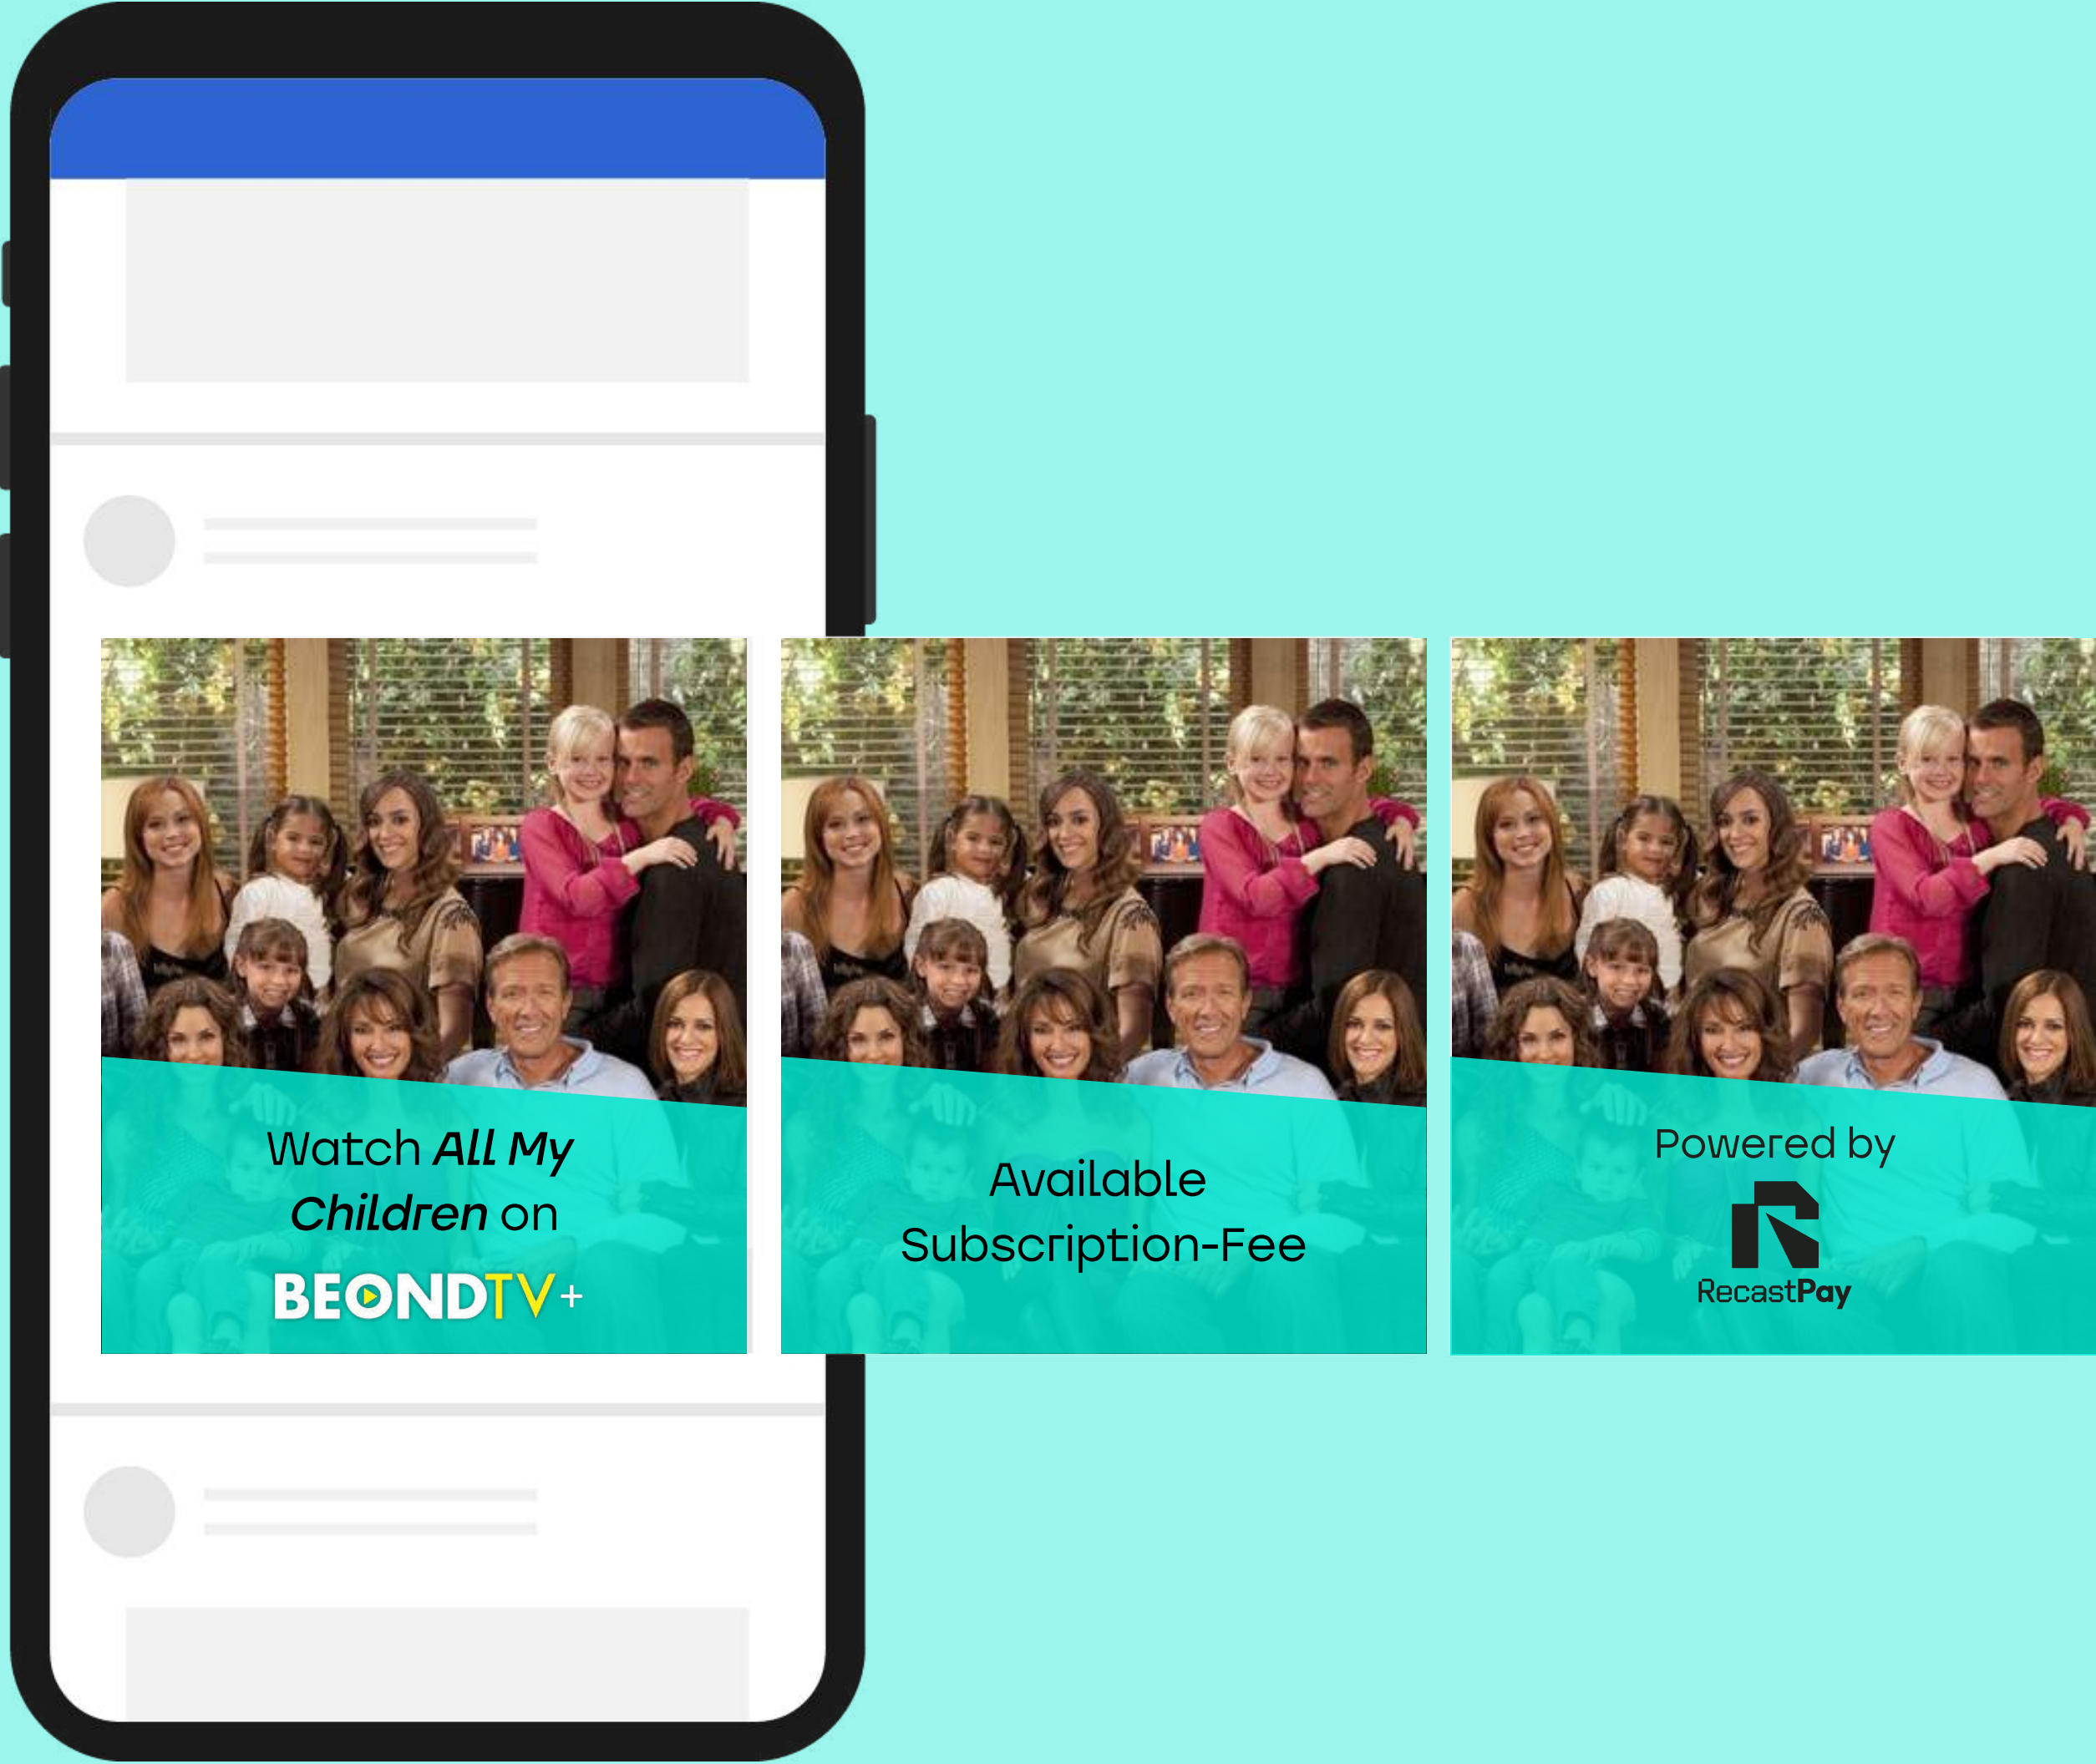 Watch All My
Children on
BEONDTV+
Available
Subscription-Fee
Powered by
RecastPay